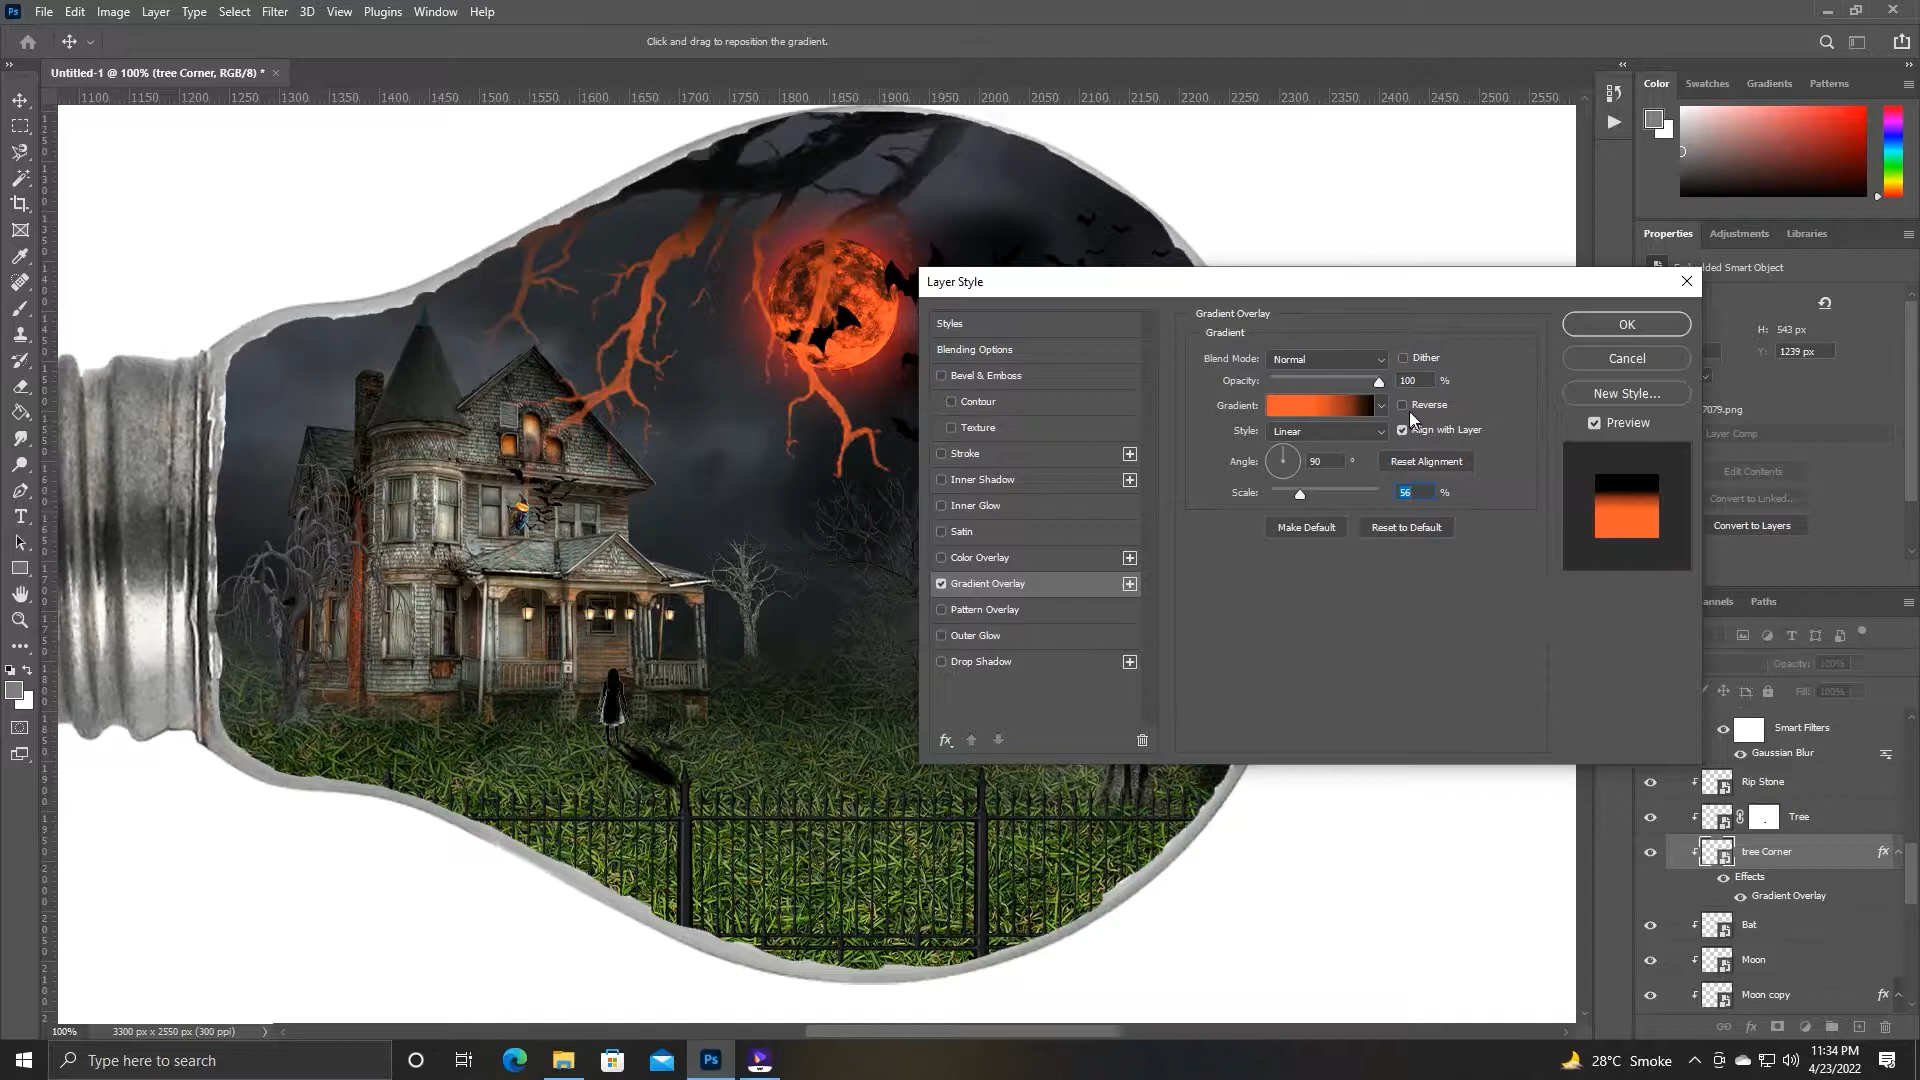 Ps File Edit Image Layer Type Select Filter 3D View Plugins Window Help
Click and drag to reposition the gradient.
Untitled-1 @ 100% (tree Corner, RGB/8) * ×
1100 1150 1200 1250 1300 1350 1400 1450 1500 1550 1600 1650 1700 1750 1800 1850 1900 1950 2000 2050 2100 2150 2200 2250 2300 2350 2400 2450 2500 2550
Color Swatches Gradients Patterns
Properties Adjustments Libraries
Smart Object
H: 543 px
Y: 1239 px
7079.png
Layer Comp
Edit Contents
Convert to Linked...
Convert to Layers
Layer Style
Styles
Blending Options
Bevel & Emboss
Contour
Texture
Stroke
Inner Shadow
Inner Glow
Satin
Color Overlay
Gradient Overlay
Pattern Overlay
Outer Glow
Drop Shadow
fx
Gradient Overlay
Gradient
Blend Mode: Normal Dither
Opacity: 100 %
Gradient: Reverse
Style: Linear Align with Layer
Angle: 90 ° Reset Alignment
Scale: 56 %
Make Default Reset to Default
OK
Cancel
New Style...
Preview
Paths
Opacity: 100%
Fill: 100%
Smart Filters
Gaussian Blur
Rip Stone
Tree
tree Corner fx
Effects
Gradient Overlay
Bat
Moon
Moon copy fx
100% 3300 px x 2550 px (300 ppi)
Type here to search
Ps
28°C Smoke
11:34 PM
4/23/2022